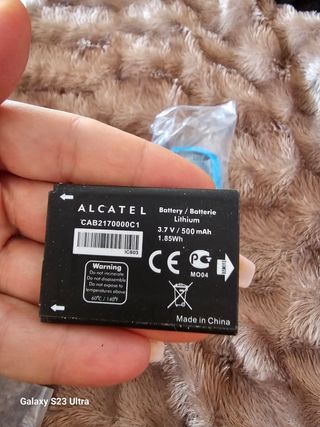 ALCATEL
CAB2170000C1
IC603
Battery / Batterie
Lithium
3.7 V / 500 mAh
1.85Wh
Warning
Do not incinerate
Do not disassemble
Do not expose to
temperatures above
60°C / 140°F
CE
PC
MO04
Made in China
Galaxy S23 Ultra